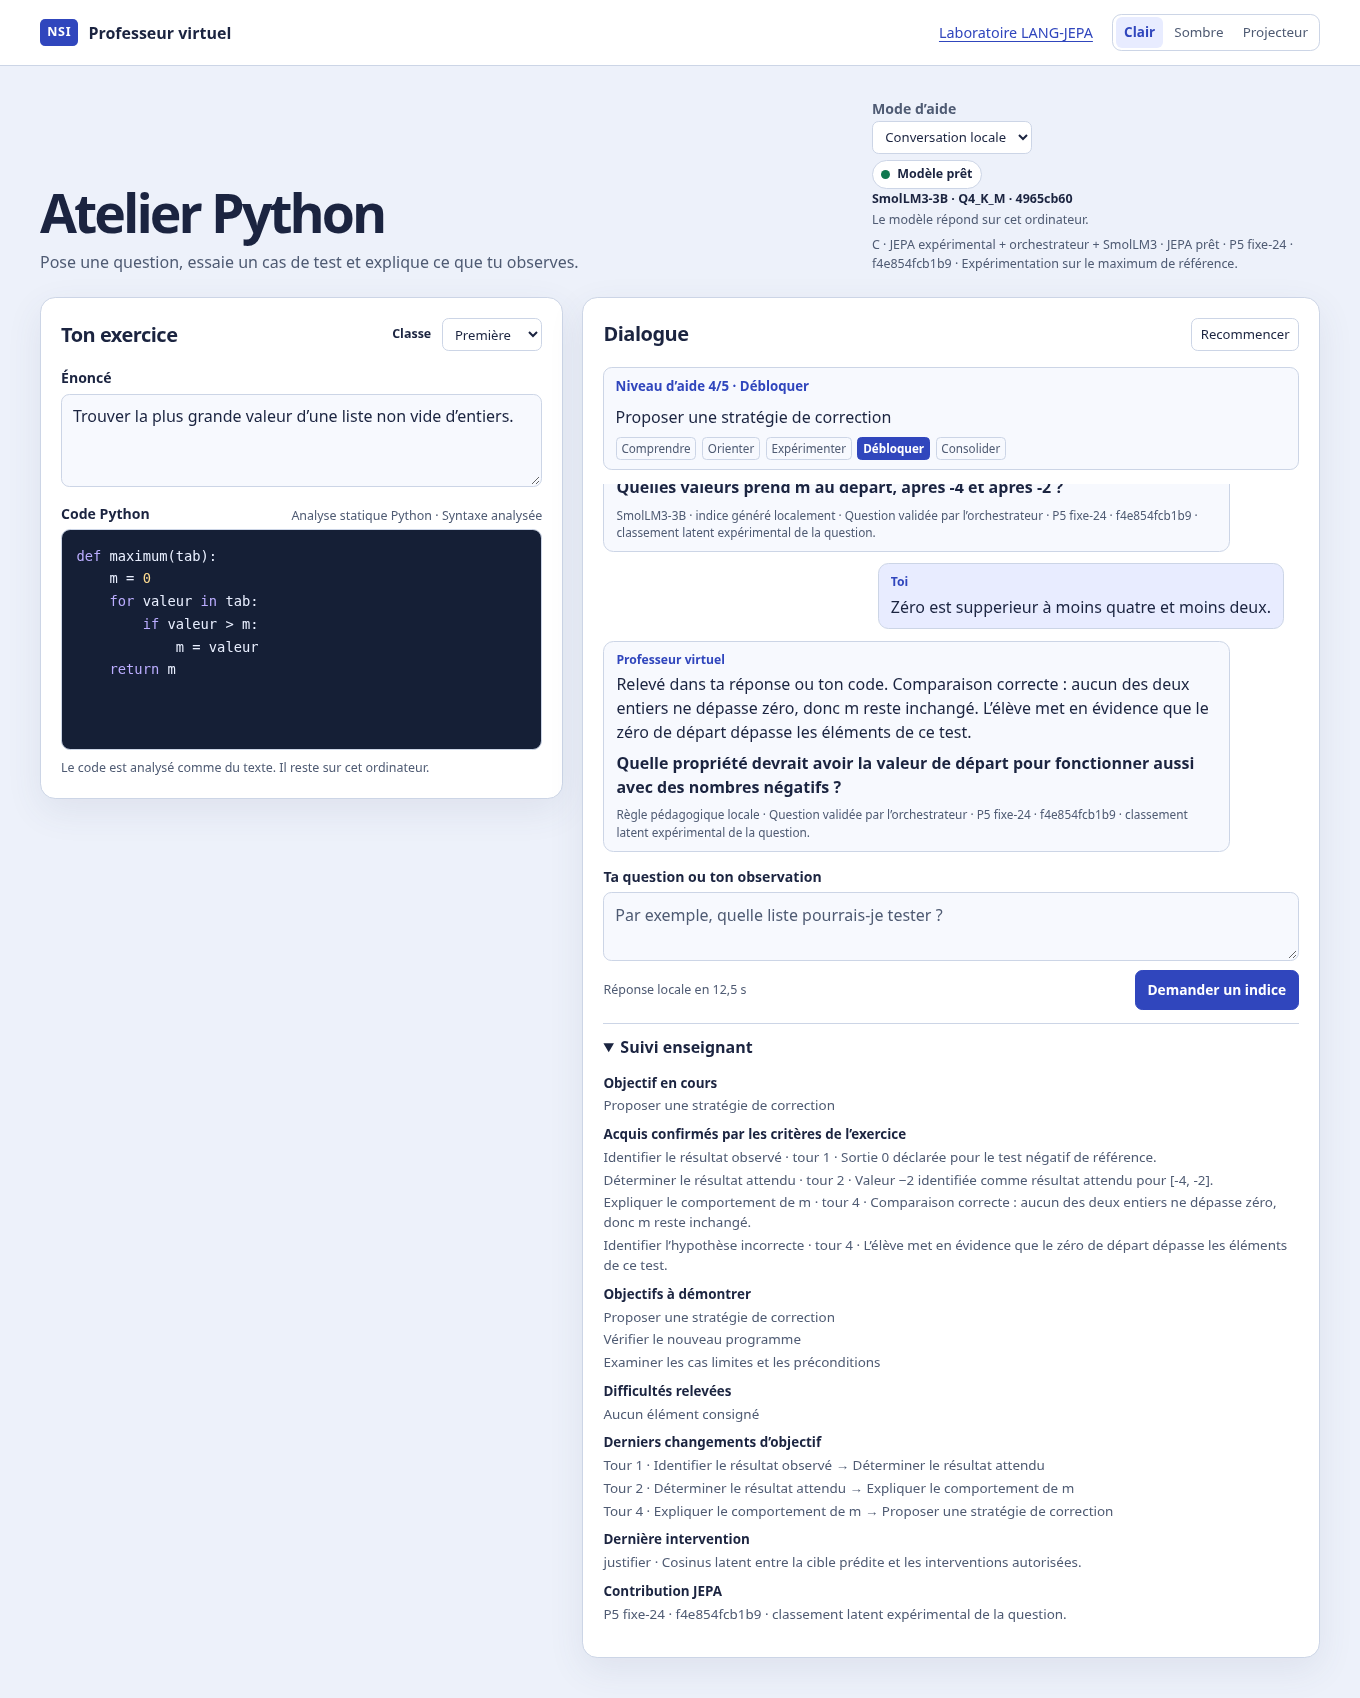 NSI Professeur virtuel
Laboratoire LANG-JEPA
Clair Sombre Projecteur
Mode d’aide
Conversation locale
Modèle prêt
SmolLM3-3B · Q4_K_M · 4965cb60
Le modèle répond sur cet ordinateur.
C · JEPA expérimental + orchestrateur + SmolLM3 · JEPA prêt · P5 fixe-24 ·
f4e854fcb1b9 · Expérimentation sur le maximum de référence.
Atelier Python
Pose une question, essaie un cas de test et explique ce que tu observes.
Ton exercice
Classe Première
Énoncé
Trouver la plus grande valeur d’une liste non vide d’entiers.
Code Python
Analyse statique Python · Syntaxe analysée
def maximum(tab):
    m = 0
    for valeur in tab:
        if valeur > m:
            m = valeur
    return m
Le code est analysé comme du texte. Il reste sur cet ordinateur.
Dialogue
Recommencer
Niveau d’aide 4/5 · Débloquer
Proposer une stratégie de correction
Comprendre Orienter Expérimenter Débloquer Consolider
Quelles valeurs prend m au départ, après -4 et après -2 ?
SmolLM3-3B · indice généré localement · Question validée par l’orchestrateur · P5 fixe-24 · f4e854fcb1b9 ·
classement latent expérimental de la question.
Toi
Zéro est supperieur à moins quatre et moins deux.
Professeur virtuel
Relevé dans ta réponse ou ton code. Comparaison correcte : aucun des deux
entiers ne dépasse zéro, donc m reste inchangé. L’élève met en évidence que le
zéro de départ dépasse les éléments de ce test.
Quelle propriété devrait avoir la valeur de départ pour fonctionner aussi
avec des nombres négatifs ?
Règle pédagogique locale · Question validée par l’orchestrateur · P5 fixe-24 · f4e854fcb1b9 · classement
latent expérimental de la question.
Ta question ou ton observation
Par exemple, quelle liste pourrais-je tester ?
Réponse locale en 12,5 s
Demander un indice
▼ Suivi enseignant
Objectif en cours
Proposer une stratégie de correction
Acquis confirmés par les critères de l’exercice
Identifier le résultat observé · tour 1 · Sortie 0 déclarée pour le test négatif de référence.
Déterminer le résultat attendu · tour 2 · Valeur −2 identifiée comme résultat attendu pour [-4, -2].
Expliquer le comportement de m · tour 4 · Comparaison correcte : aucun des deux entiers ne dépasse zéro,
donc m reste inchangé.
Identifier l’hypothèse incorrecte · tour 4 · L’élève met en évidence que le zéro de départ dépasse les éléments
de ce test.
Objectifs à démontrer
Proposer une stratégie de correction
Vérifier le nouveau programme
Examiner les cas limites et les préconditions
Difficultés relevées
Aucun élément consigné
Derniers changements d’objectif
Tour 1 · Identifier le résultat observé → Déterminer le résultat attendu
Tour 2 · Déterminer le résultat attendu → Expliquer le comportement de m
Tour 4 · Expliquer le comportement de m → Proposer une stratégie de correction
Dernière intervention
justifier · Cosinus latent entre la cible prédite et les interventions autorisées.
Contribution JEPA
P5 fixe-24 · f4e854fcb1b9 · classement latent expérimental de la question.